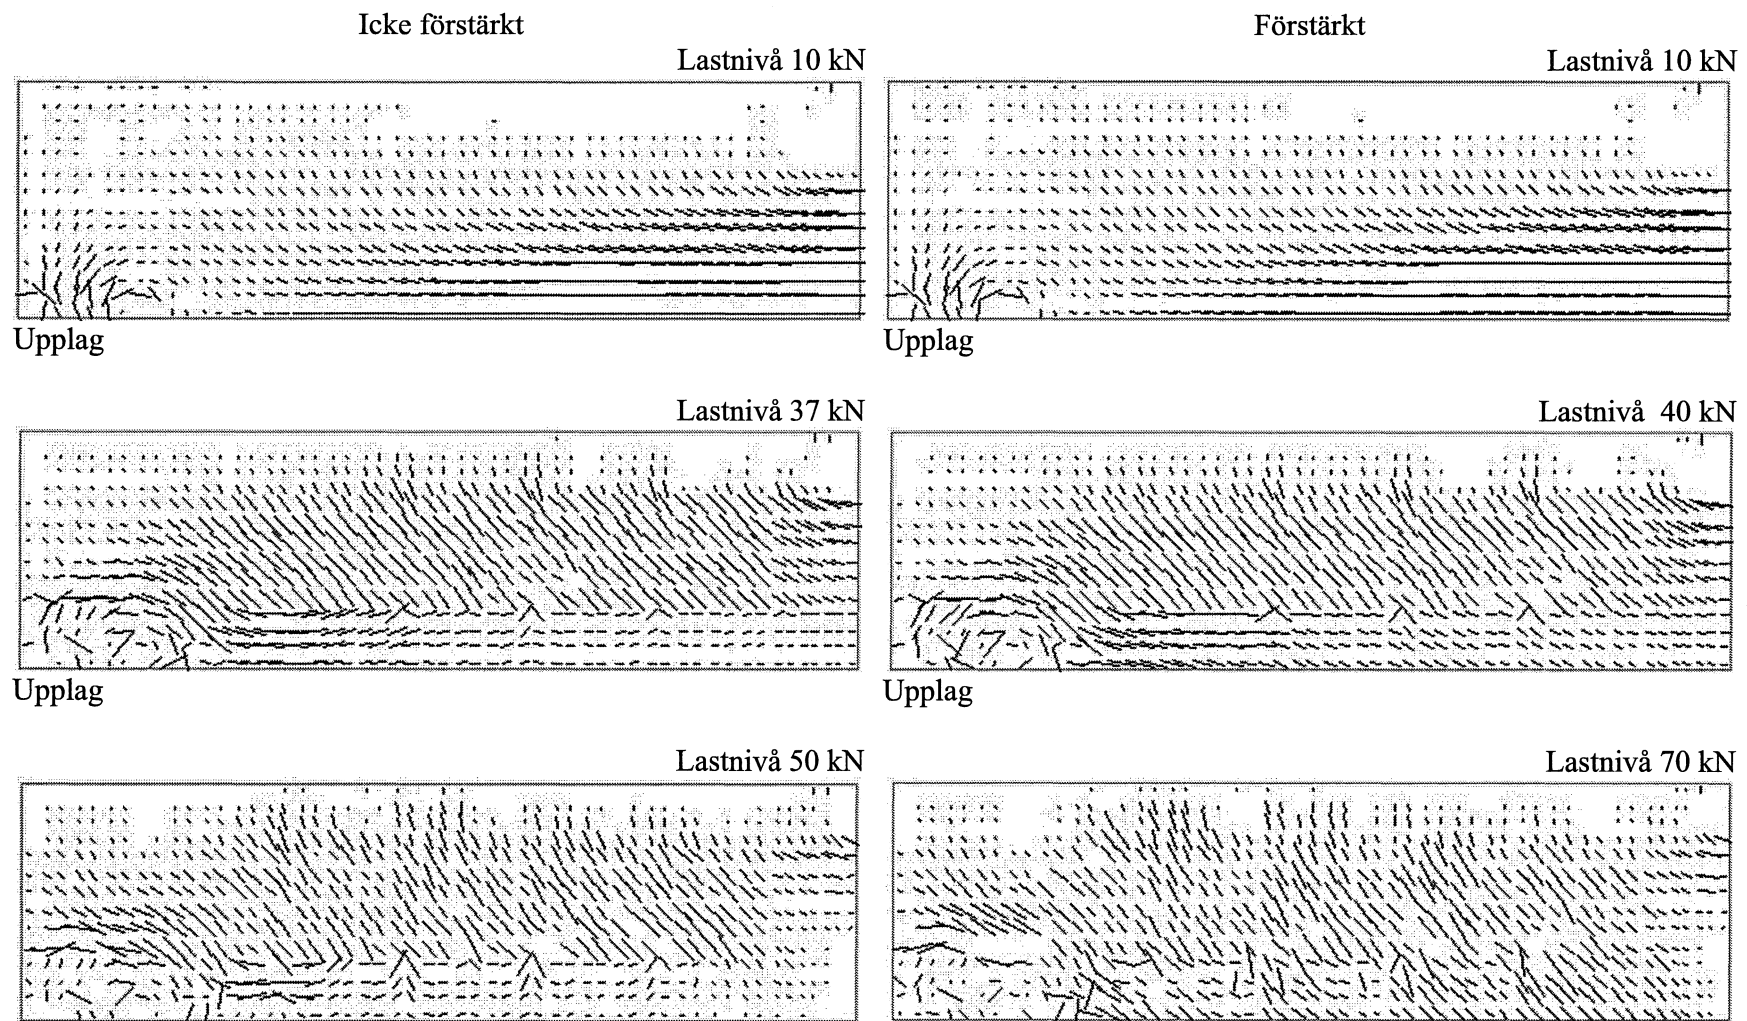 Icke förstärkt
Förstärkt
Lastnivå 10 kN
Lastnivå 10 kN
Upplag
Upplag
Lastnivå 37 kN
Lastnivå 40 kN
Upplag
Upplag
Lastnivå 50 kN
Lastnivå 70 kN